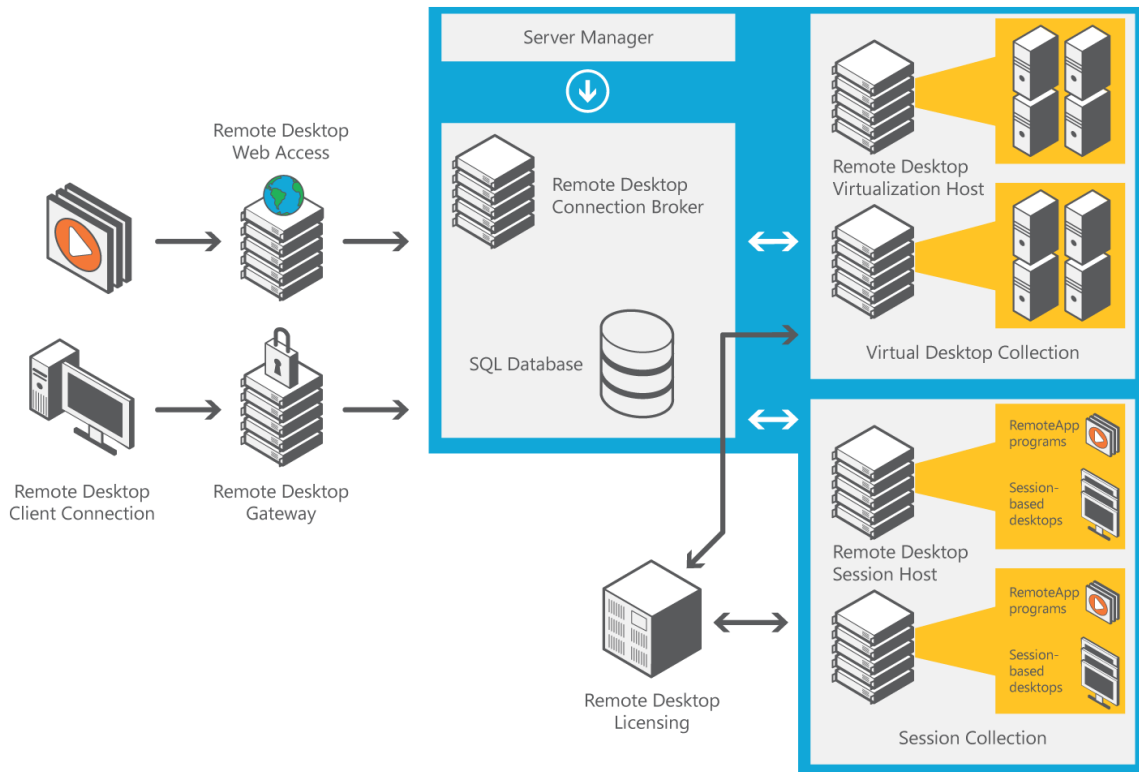 Server Manager
Remote Desktop
Web Access
Remote Desktop
Connection Broker
SQL Database
Remote Desktop
Client Connection
Remote Desktop
Gateway
Remote Desktop
Virtualization Host
Virtual Desktop Collection
RemoteApp
programs
Session-
based
desktops
Remote Desktop
Session Host
RemoteApp
programs
Session-
based
desktops
Session Collection
Remote Desktop
Licensing